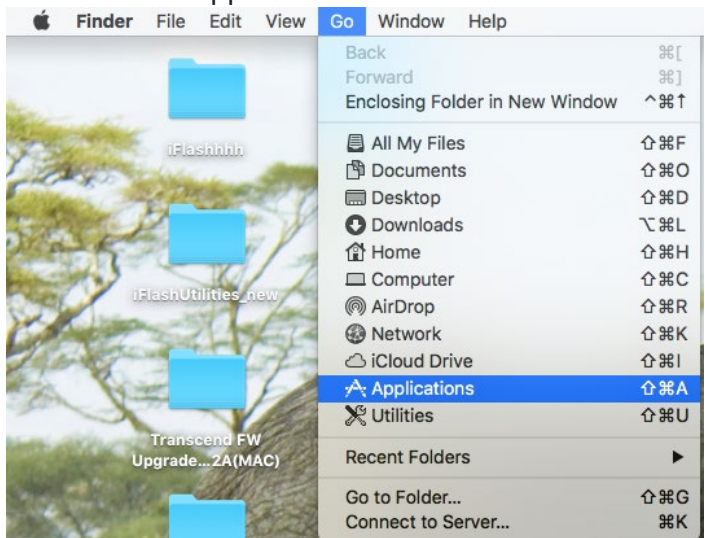 Finder File Edit View Go Window Help
Back ⌘[
Forward ⌘]
Enclosing Folder in New Window ^⌘↑
All My Files ⇧⌘F
Documents ⇧⌘O
Desktop ⇧⌘D
Downloads ⌥⌘L
Home ⇧⌘H
Computer ⇧⌘C
AirDrop ⇧⌘R
Network ⇧⌘K
iCloud Drive ⇧⌘I
Applications ⇧⌘A
Utilities ⇧⌘U
Recent Folders ▶
Go to Folder... ⇧⌘G
Connect to Server... ⌘K
iFlashhhh
iFlashUtilities_new
Transcend FW
Upgrade...2A(MAC)